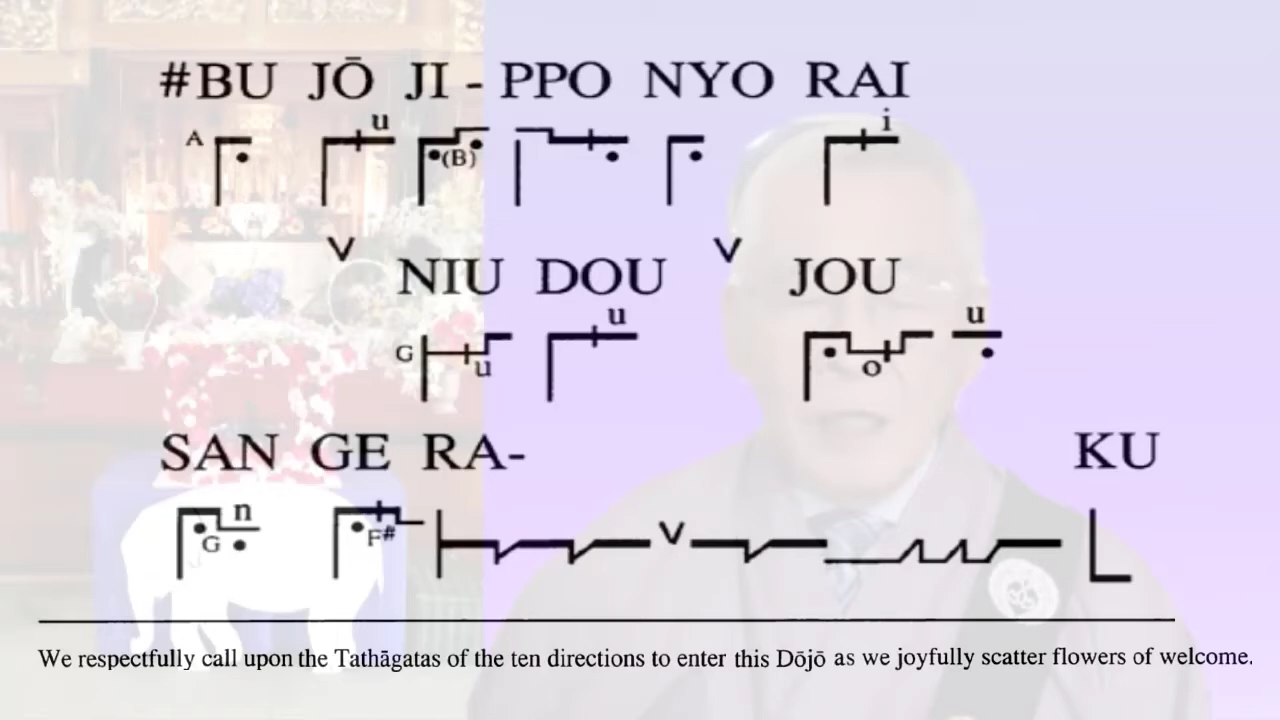 #BU JŌ JI - PPO NYO RAI
A u (B) i
V V
NIU DOU JOU
G u u o u
SAN GE RA- KU
G n F# V
We respectfully call upon the Tathāgatas of the ten directions to enter this Dōjō as we joyfully scatter flowers of welcome.